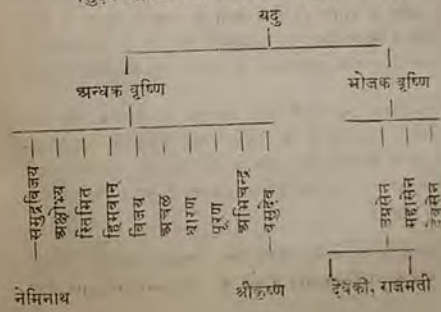 यदु
अन्धक वृष्णि
भोजक वृष्णि
समुद्रविजय
अक्षोभ्य
स्तिमित
हिमवान्
विजय
अचल
धारण
पूरण
अभिचन्द्र
वसुदेव
उग्रसेन
महासेन
देवसेन
नेमिनाथ
श्रीकृष्ण
देवकी, राजमती